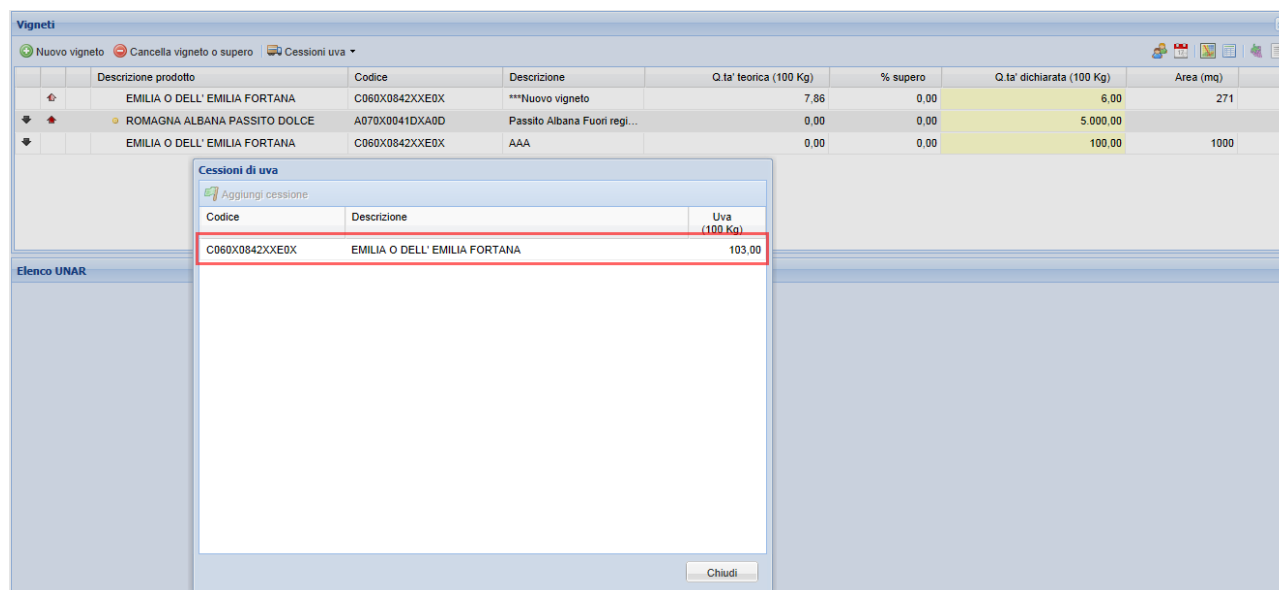 Vigneti
Nuovo vigneto Cancella vigneto o supero Cessioni uva
Descrizione prodotto Codice Descrizione Q.ta' teorica (100 Kg) % supero Q.ta' dichiarata (100 Kg) Area (mq)
EMILIA O DELL' EMILIA FORTANA C060X0842XXE0X ***Nuovo vigneto 7,86 0,00 6,00 271
ROMAGNA ALBANA PASSITO DOLCE A070X0041DXA0D Passito Albana Fuori regi... 0,00 0,00 5.000,00
EMILIA O DELL' EMILIA FORTANA C060X0842XXE0X AAA 0,00 0,00 100,00 1000
Cessioni di uva
Aggiungi cessione
Codice Descrizione Uva
(100 Kg)
C060X0842XXE0X EMILIA O DELL' EMILIA FORTANA 103,00
Elenco UNAR
Chiudi